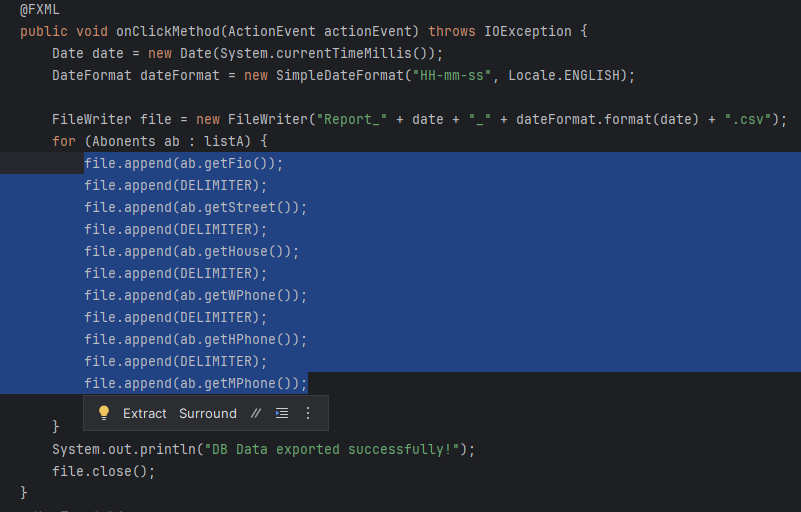 @FXML
public void onClickMethod(ActionEvent actionEvent) throws IOException {
    Date date = new Date(System.currentTimeMillis());
    DateFormat dateFormat = new SimpleDateFormat("HH-mm-ss", Locale.ENGLISH);
    FileWriter file = new FileWriter("Report_" + date + "_" + dateFormat.format(date) + ".csv");
    for (Abonents ab : listA) {
        file.append(ab.getFio());
        file.append(DELIMITER);
        file.append(ab.getStreet());
        file.append(DELIMITER);
        file.append(ab.getHouse());
        file.append(DELIMITER);
        file.append(ab.getWPhone());
        file.append(DELIMITER);
        file.append(ab.getHPhone());
        file.append(DELIMITER);
        file.append(ab.getMPhone());
Extract Surround //
    }
    System.out.println("DB Data exported successfully!");
    file.close();
}